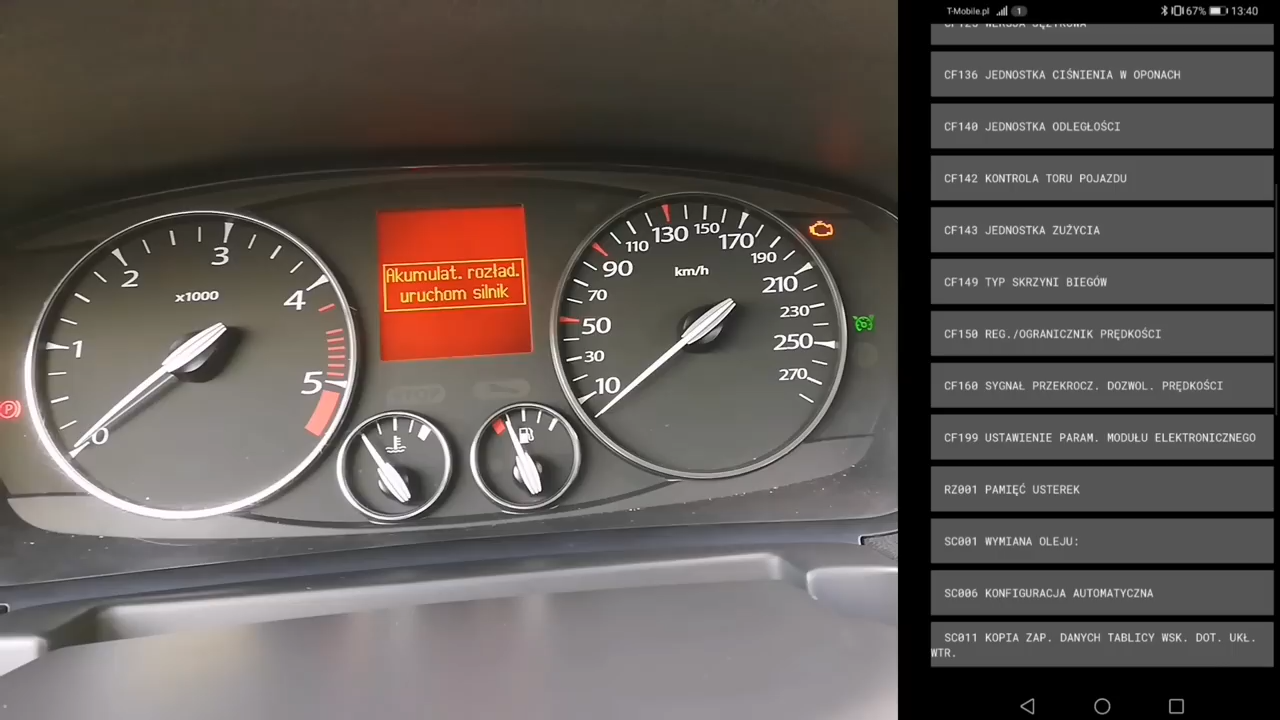 Akumulat. rozład.
uruchom silnik
x1000
0
1
2
3
4
5
km/h
10
30
50
70
90
110
130
150
170
190
210
230
250
270
P
T-Mobile.pl
1
67%
13:40
CF136 JEDNOSTKA CIŚNIENIA W OPONACH
CF140 JEDNOSTKA ODLEGŁOŚCI
CF142 KONTROLA TORU POJAZDU
CF143 JEDNOSTKA ZUŻYCIA
CF149 TYP SKRZYNI BIEGÓW
CF150 REG./OGRANICZNIK PRĘDKOŚCI
CF160 SYGNAŁ PRZEKROCZ. DOZWOL. PRĘDKOŚCI
CF199 USTAWIENIE PARAM. MODUŁU ELEKTRONICZNEGO
RZ001 PAMIĘĆ USTEREK
SC001 WYMIANA OLEJU:
SC006 KONFIGURACJA AUTOMATYCZNA
SC011 KOPIA ZAP. DANYCH TABLICY WSK. DOT. UKŁ.
WTR.